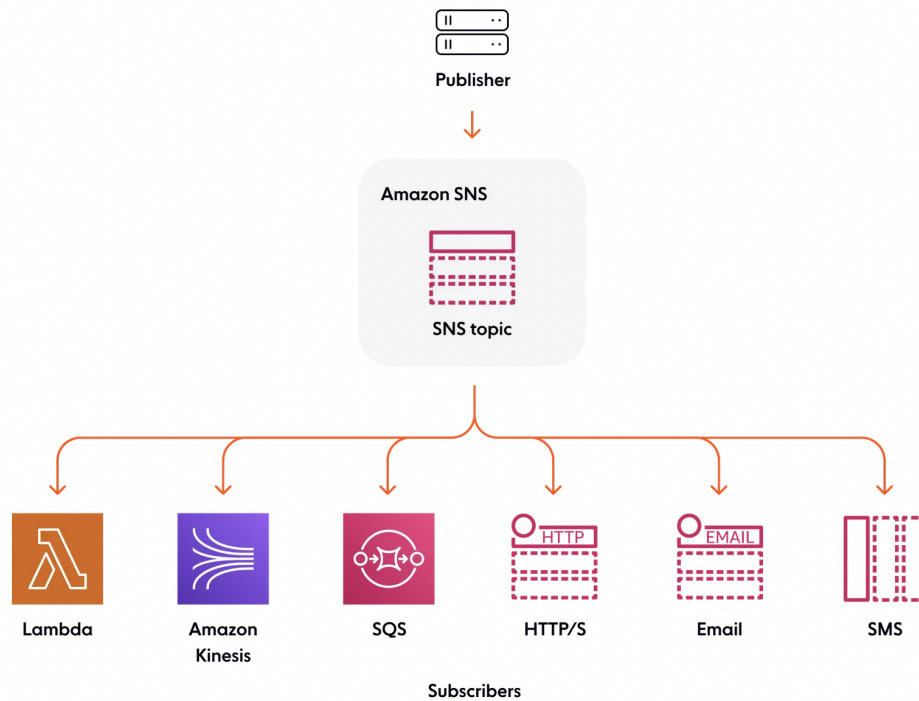 Publisher
Amazon SNS
SNS topic
HTTP
EMAIL
Lambda
Amazon
Kinesis
SQS
HTTP/S
Email
SMS
Subscribers